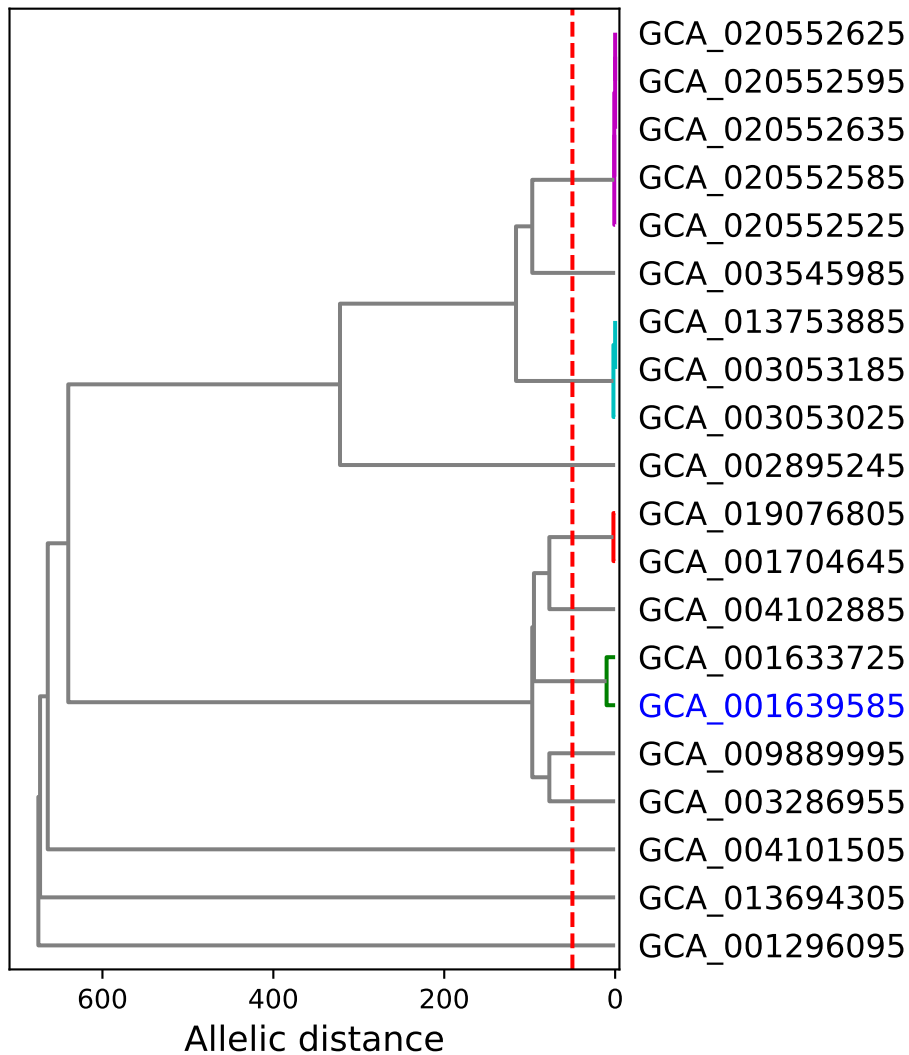 GCA_020552625
GCA_020552595
GCA_020552635
GCA_020552585
GCA_020552525
GCA_003545985
GCA_013753885
GCA_003053185
GCA_003053025
GCA_002895245
GCA_019076805
GCA_001704645
GCA_004102885
GCA_001633725
GCA_001639585
GCA_009889995
GCA_003286955
GCA_004101505
GCA_013694305
GCA_001296095
600 400 200 0
Allelic distance